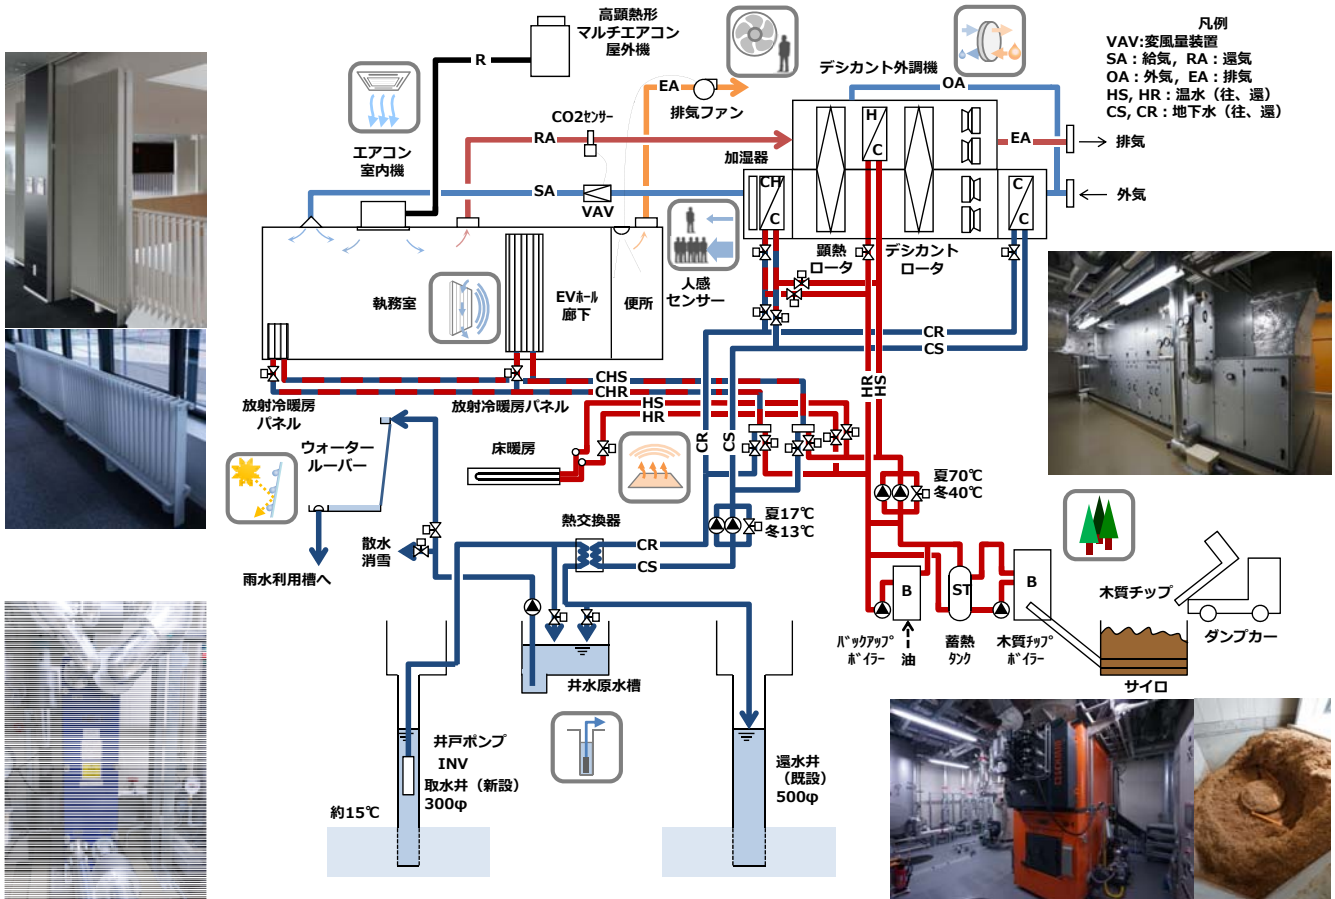 高顕熱形
マルチエアコン
屋外機
R
エアコン
室内機
EA
排気ファン
CO2ｾﾝｻｰ
RA
SA
VAV
デシカント外調機
OA
凡例
VAV:変風量装置
SA：給気，RA：還気
OA：外気，EA：排気
HS, HR：温水（往、還）
CS, CR：地下水（往、還）
H
C
EA
排気
外気
加湿器
CH
C
C
C
顕熱
ロータ
デシカント
ロータ
人感
センサー
執務室
EVﾎｰﾙ
廊下
便所
CR
CS
CHS
CHR
HS
HR
HR
HS
CR
CS
放射冷暖房
パネル
放射冷暖房パネル
ウォーター
ルーバー
床暖房
夏70℃
冬40℃
夏17℃
冬13℃
熱交換器
CR
CS
散水
消雪
雨水利用槽へ
B
ST
B
ﾊﾞｯｸｱｯﾌﾟ
ﾎﾞｲﾗｰ
油
蓄熱
ﾀﾝｸ
木質ﾁｯﾌﾟ
ﾎﾞｲﾗｰ
木質チップ
ダンプカー
サイロ
井水原水槽
井戸ポンプ
INV
取水井（新設）
300φ
約15℃
還水井
（既設）
500φ